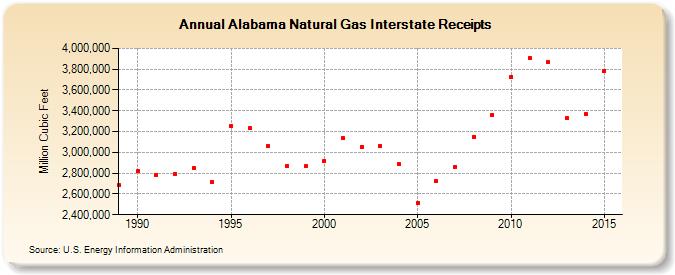 Annual Alabama Natural Gas Interstate Receipts
Million Cubic Feet
4,000,000
3,800,000
3,600,000
3,400,000
3,200,000
3,000,000
2,800,000
2,600,000
2,400,000
1990 1995 2000 2005 2010 2015
Source: U.S. Energy Information Administration